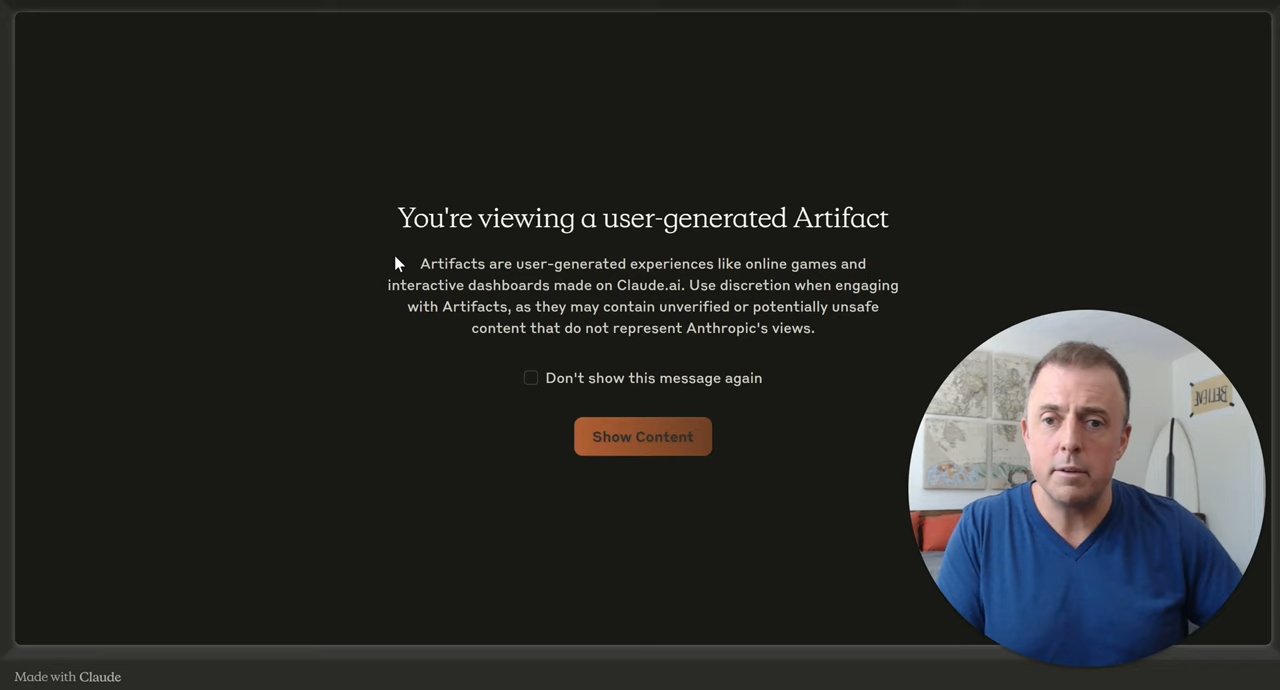 You're viewing a user-generated Artifact
Artifacts are user-generated experiences like online games and
interactive dashboards made on Claude.ai. Use discretion when engaging
with Artifacts, as they may contain unverified or potentially unsafe
content that do not represent Anthropic's views.
Don't show this message again
Show Content
BELIEVE
Made with Claude